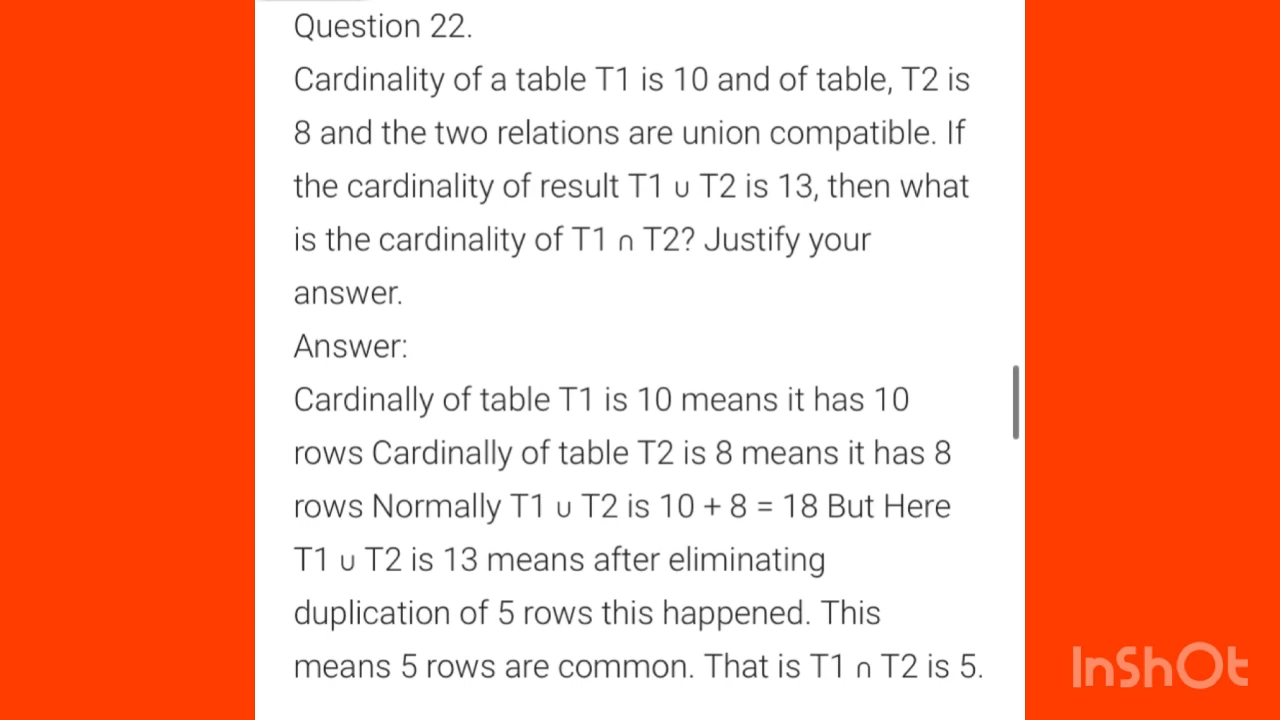 Question 22.
Cardinality of a table T1 is 10 and of table, T2 is
8 and the two relations are union compatible. If
the cardinality of result T1 ∪ T2 is 13, then what
is the cardinality of T1 ∩ T2? Justify your
answer.
Answer:
Cardinally of table T1 is 10 means it has 10
rows Cardinally of table T2 is 8 means it has 8
rows Normally T1 ∪ T2 is 10 + 8 = 18 But Here
T1 ∪ T2 is 13 means after eliminating
duplication of 5 rows this happened. This
means 5 rows are common. That is T1 ∩ T2 is 5.
InShOt